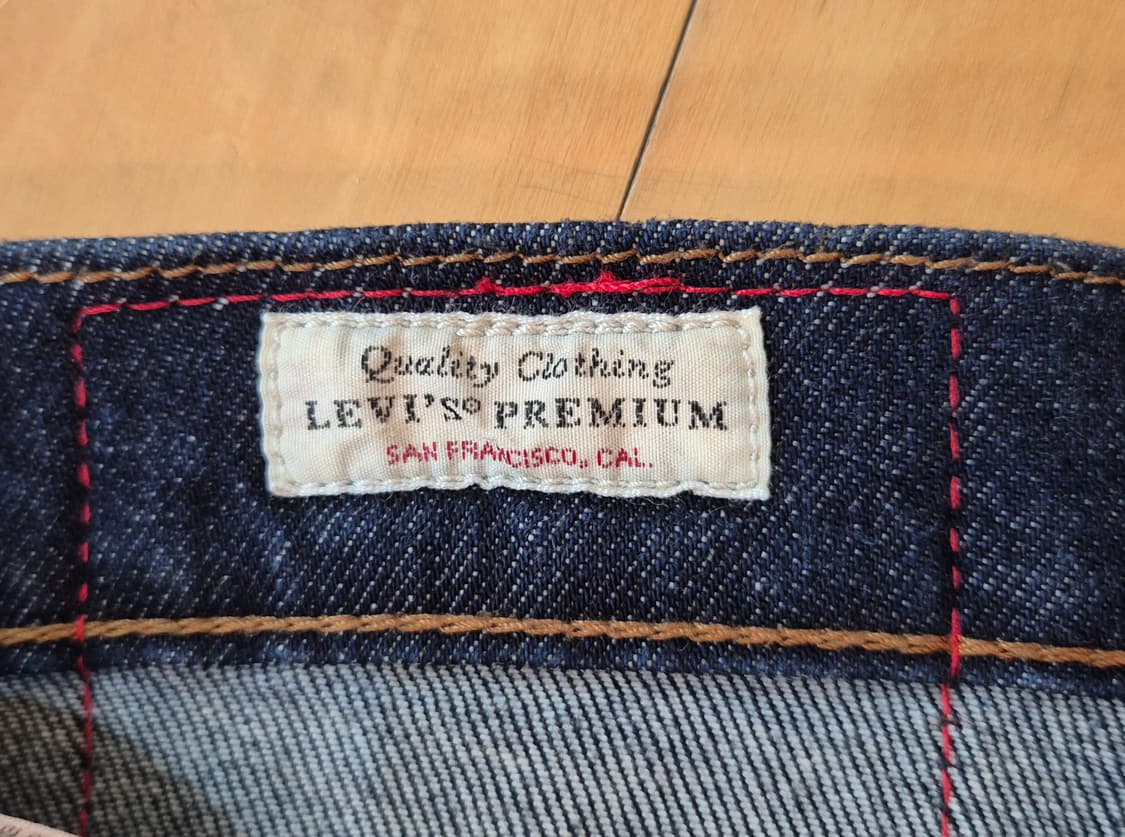 Quality Clothing
LEVI'S® PREMIUM
SAN FRANCISCO, CAL.